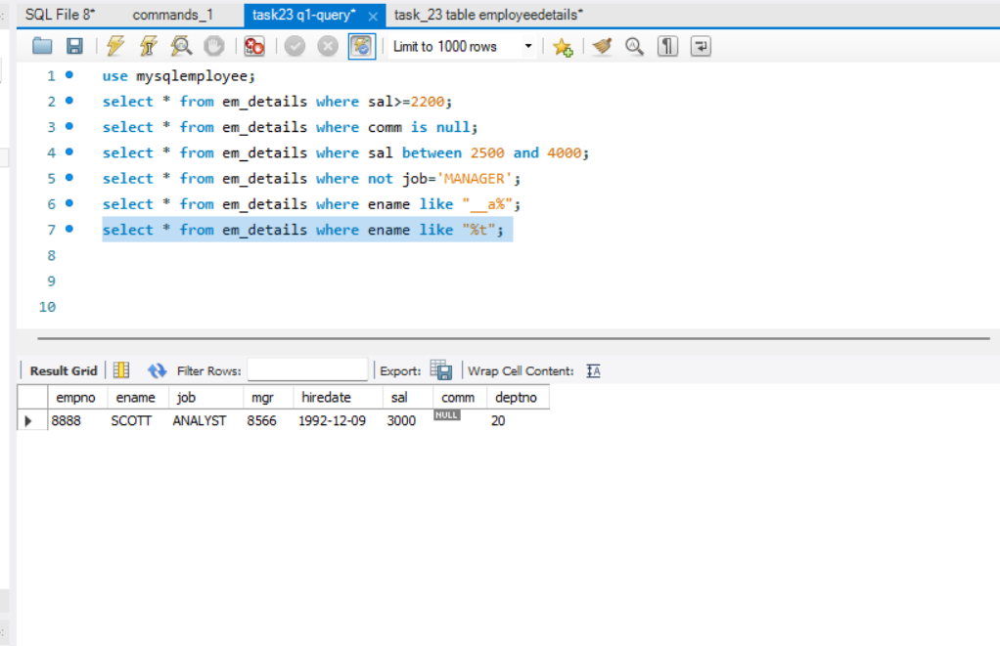 SQL File 8* commands_1 task23 q1-query* × task_23 table employeedetails*
Limit to 1000 rows
1 use mysqlemployee;
2 select * from em_details where sal>=2200;
3 select * from em_details where comm is null;
4 select * from em_details where sal between 2500 and 4000;
5 select * from em_details where not job='MANAGER';
6 select * from em_details where ename like "__a%";
7 select * from em_details where ename like "%t";
8
9
10
Result Grid Filter Rows: Export: Wrap Cell Content:
empno ename job mgr hiredate sal comm deptno
8888 SCOTT ANALYST 8566 1992-12-09 3000 NULL 20